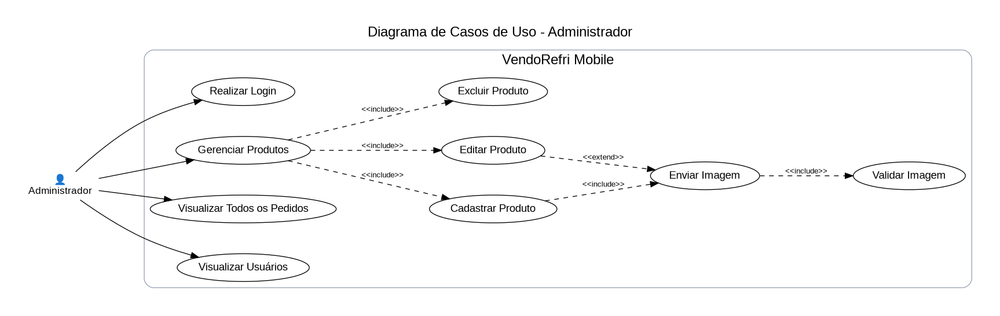 Diagrama de Casos de Uso - Administrador
VendoRefri Mobile
Realizar Login
Excluir Produto
<<include>>
Gerenciar Produtos
<<include>>
Editar Produto
<<extend>>
<<include>>
Enviar Imagem
<<include>>
Validar Imagem
<<include>>
Administrador
Visualizar Todos os Pedidos
Cadastrar Produto
Visualizar Usuários